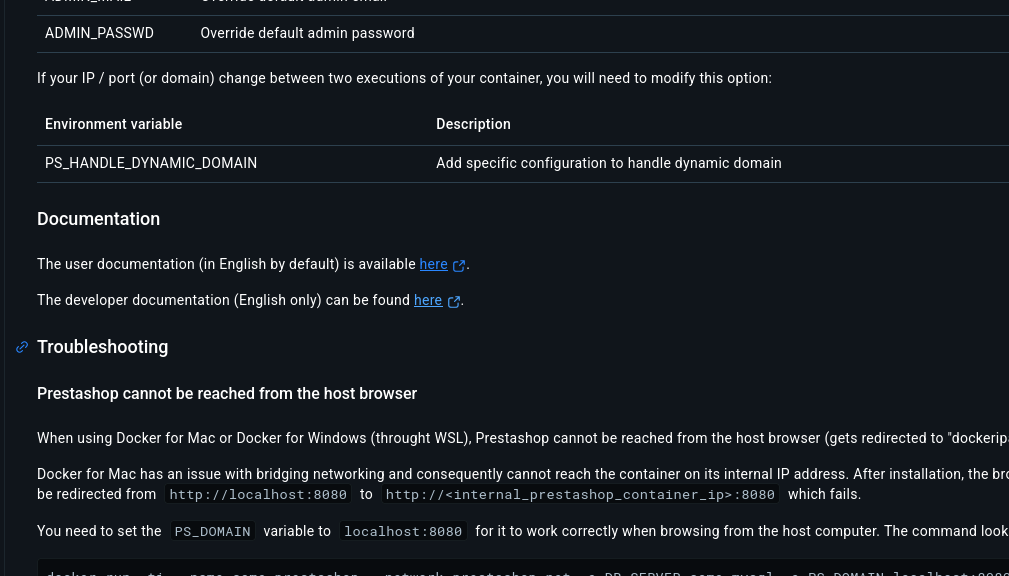 ADMIN_PASSWD Override default admin password
If your IP / port (or domain) change between two executions of your container, you will need to modify this option:
Environment variable Description
PS_HANDLE_DYNAMIC_DOMAIN Add specific configuration to handle dynamic domain
Documentation
The user documentation (in English by default) is available here.
The developer documentation (English only) can be found here.
Troubleshooting
Prestashop cannot be reached from the host browser
When using Docker for Mac or Docker for Windows (throught WSL), Prestashop cannot be reached from the host browser (gets redirected to "dockerip
Docker for Mac has an issue with bridging networking and consequently cannot reach the container on its internal IP address. After installation, the bro
be redirected from http://localhost:8080 to http://<internal_prestashop_container_ip>:8080 which fails.
You need to set the PS_DOMAIN variable to localhost:8080 for it to work correctly when browsing from the host computer. The command look